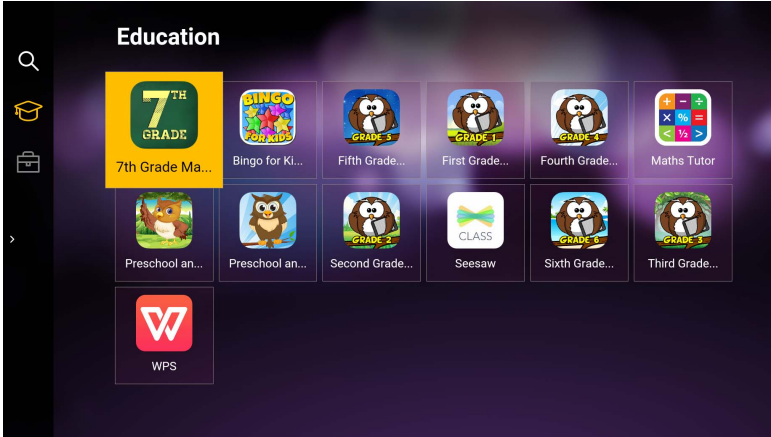 Education
7TH
GRADE
BINGO
FOR KIDS
GRADE 5
GRADE 1
GRADE 4
+ - ÷
× % =
< ½ >
7th Grade Ma...
Bingo for Ki...
Fifth Grade...
First Grade...
Fourth Grade...
Maths Tutor
GRADE 2
CLASS
GRADE 6
GRADE 3
Preschool an...
Preschool an...
Second Grade...
Seesaw
Sixth Grade...
Third Grade...
W
WPS